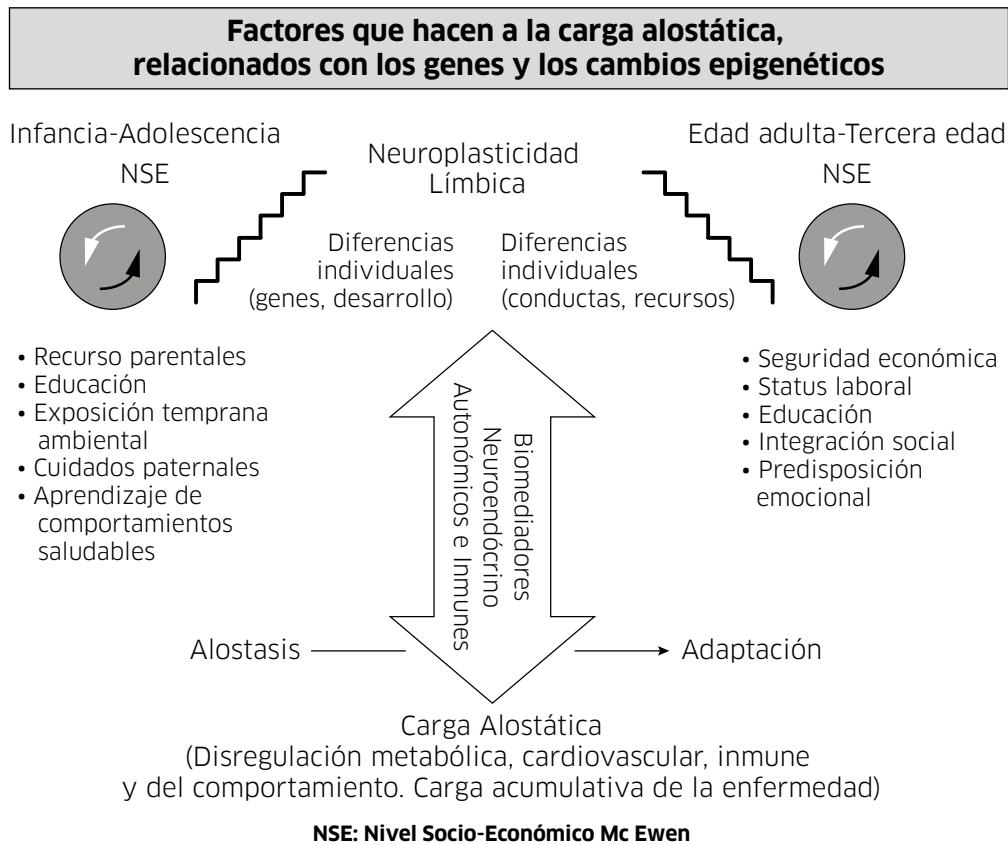 Factores que hacen a la carga alostática,
relacionados con los genes y los cambios epigenéticos
Infancia-Adolescencia
NSE
Neuroplasticidad
Límbica
Edad adulta-Tercera edad
NSE
Diferencias
individuales
(genes, desarrollo)
Diferencias
individuales
(conductas, recursos)
• Recurso parentales
• Educación
• Exposición temprana
ambiental
• Cuidados paternales
• Aprendizaje de
comportamientos
saludables
Biomediadores
Neuroendócrino
Autonómicos e Inmunes
• Seguridad económica
• Status laboral
• Educación
• Integración social
• Predisposición
emocional
Alostasis
Adaptación
Carga Alostática
(Disregulación metabólica, cardiovascular, inmune
y del comportamiento. Carga acumulativa de la enfermedad)
NSE: Nivel Socio-Económico Mc Ewen